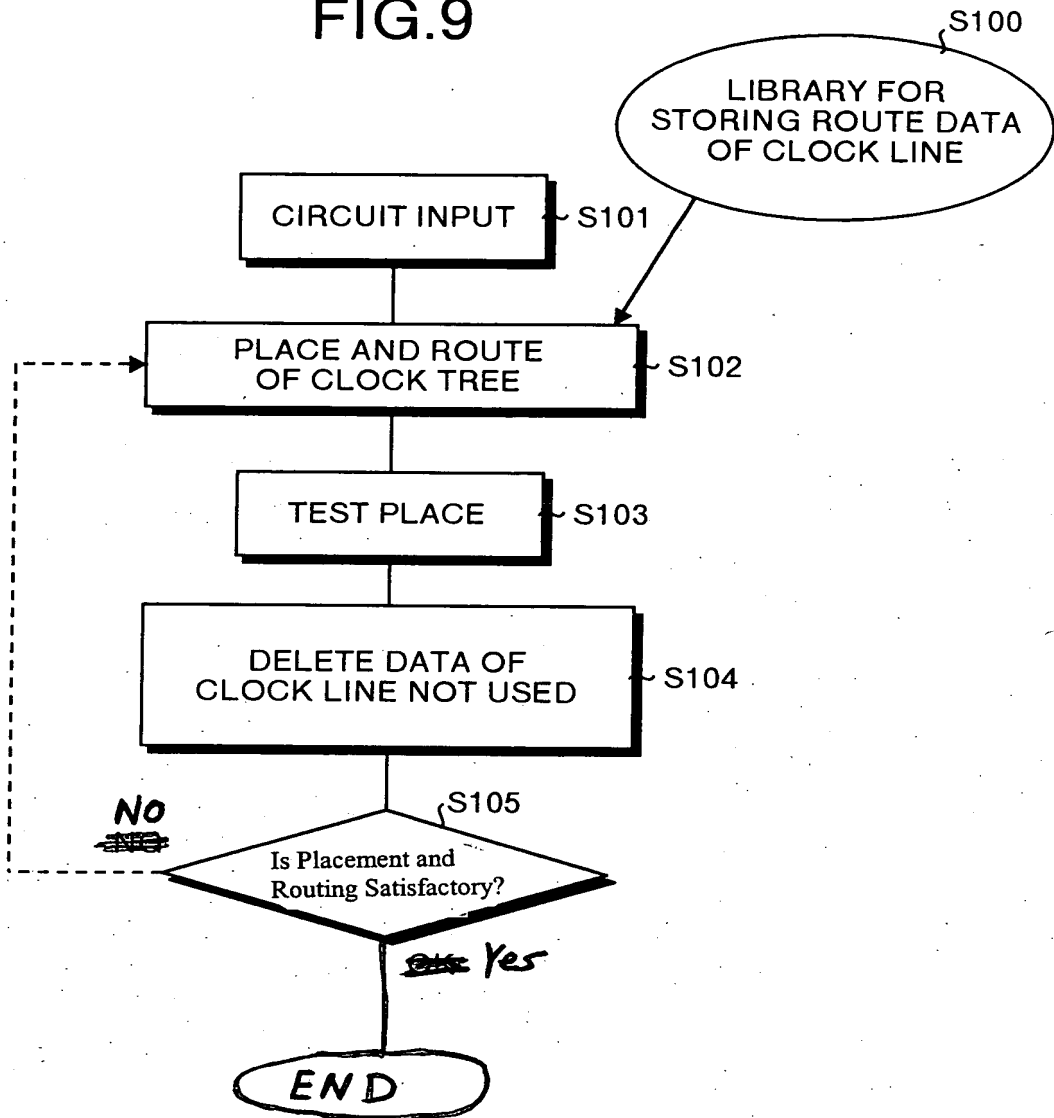 FIG.9
S100
LIBRARY FOR
STORING ROUTE DATA
OF CLOCK LINE
CIRCUIT INPUT
S101
PLACE AND ROUTE
OF CLOCK TREE
S102
TEST PLACE
S103
DELETE DATA OF
CLOCK LINE NOT USED
S104
NO
S105
Is Placement and
Routing Satisfactory?
Yes
END